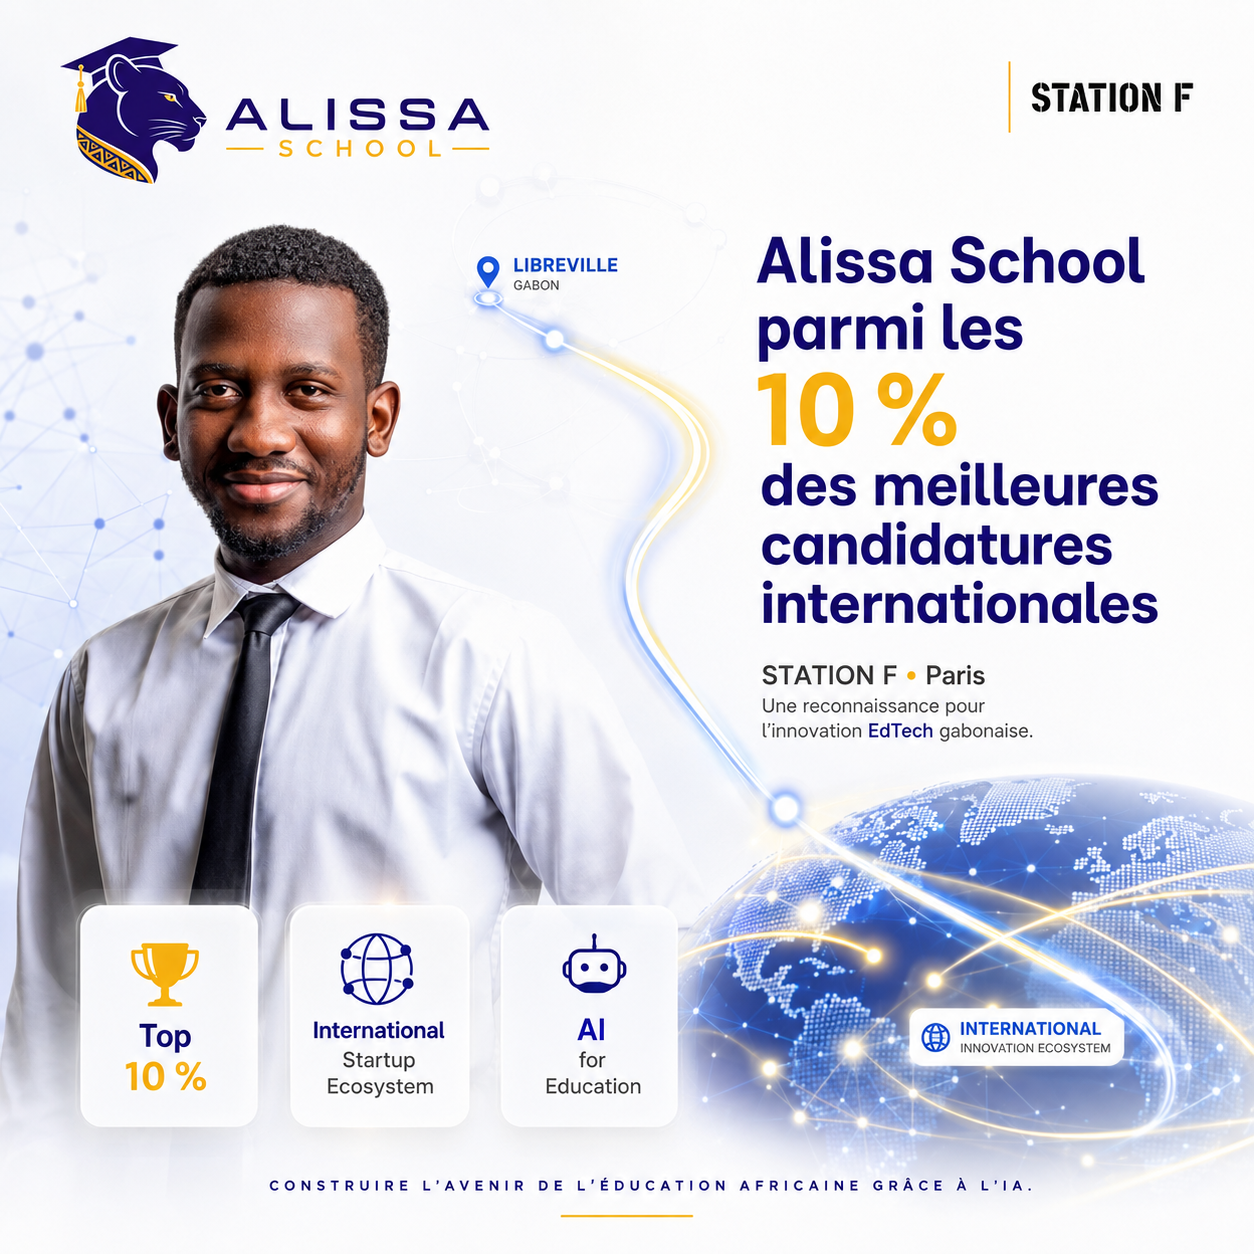 ALISSA
SCHOOL
STATION F
LIBREVILLE
GABON
Alissa School
parmi les
10 %
des meilleures
candidatures
internationales
STATION F • Paris
Une reconnaissance pour
l'innovation EdTech gabonaise.
Top
10 %
International
Startup
Ecosystem
AI
for
Education
INTERNATIONAL
INNOVATION ECOSYSTEM
CONSTRUIRE L'AVENIR DE L'ÉDUCATION AFRICAINE GRÂCE À L'IA.